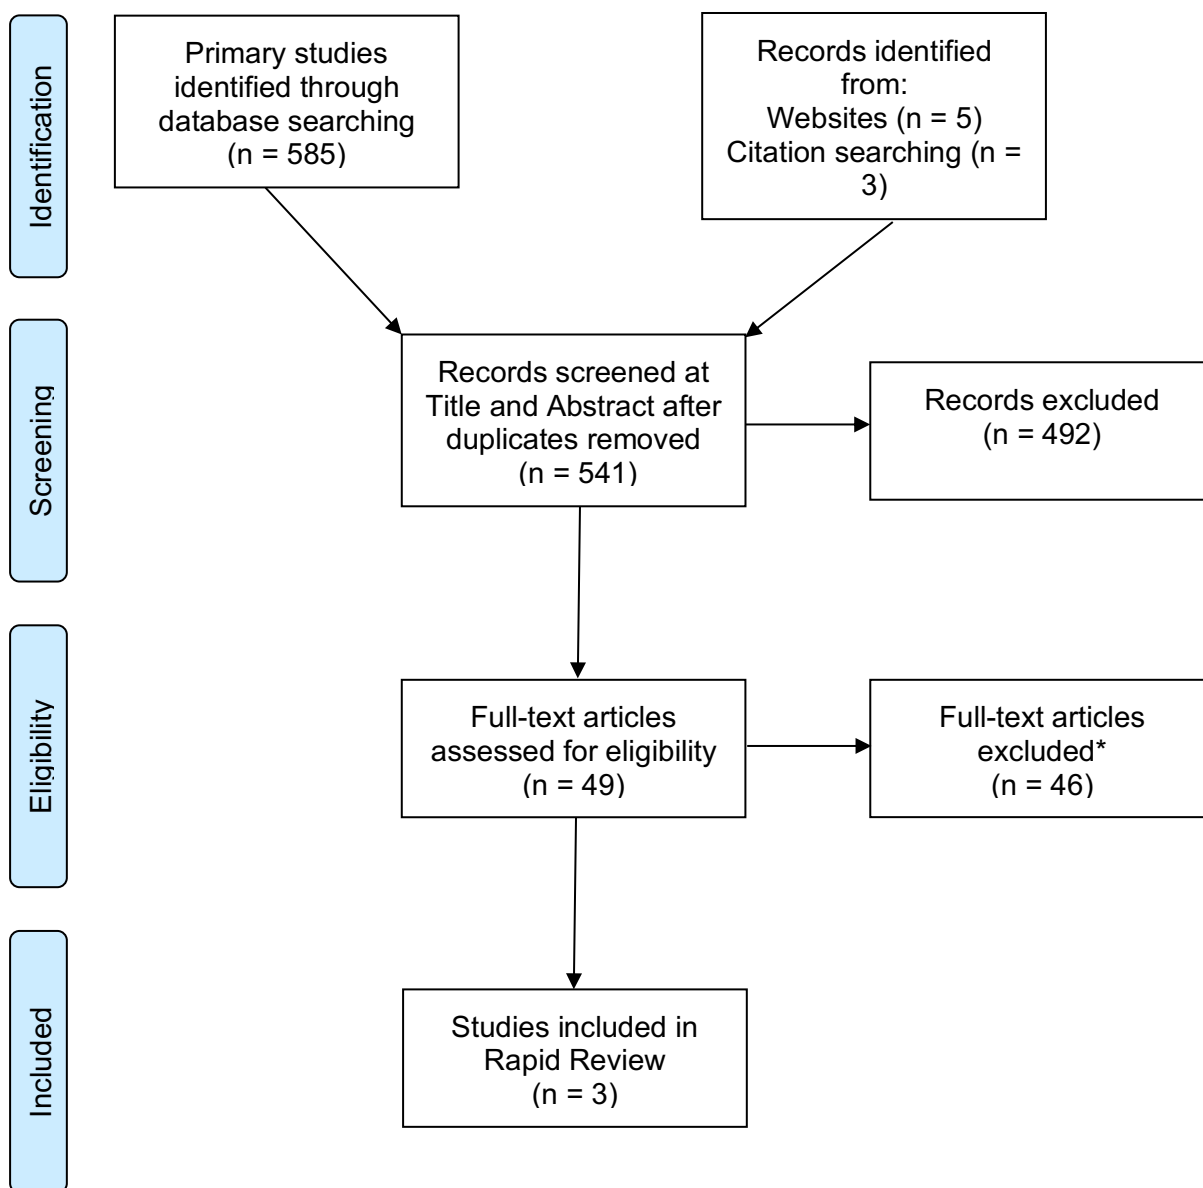 Identification
Primary studies
identified through
database searching
(n = 585)
Records identified
from:
Websites (n = 5)
Citation searching (n =
3)
Screening
Records screened at
Title and Abstract after
duplicates removed
(n = 541)
Records excluded
(n = 492)
Eligibility
Full-text articles
assessed for eligibility
(n = 49)
Full-text articles
excluded*
(n = 46)
Included
Studies included in
Rapid Review
(n = 3)